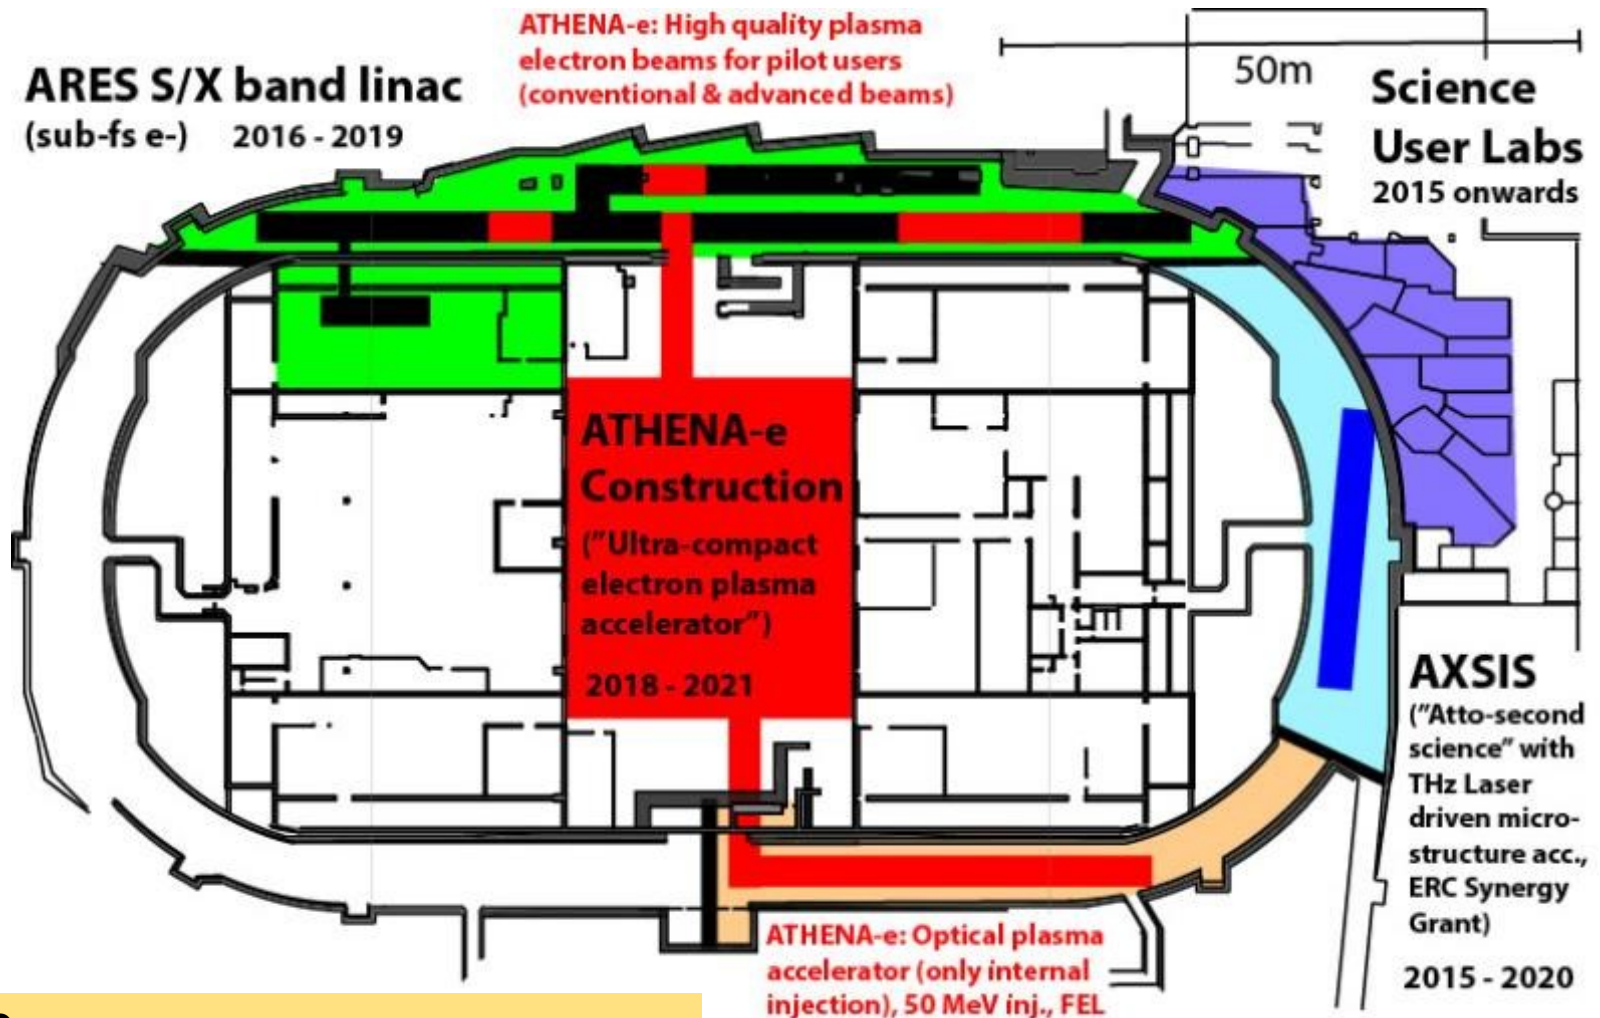 ATHENA-e: High quality plasma
electron beams for pilot users
(conventional & advanced beams)
ARES S/X band linac
(sub-fs e-) 2016 - 2019
50m
Science
User Labs
2015 onwards
ATHENA-e
Construction
("Ultra-compact
electron plasma
accelerator")
2018 - 2021
AXSIS
("Atto-second
science" with
THz Laser
driven micro-
structure acc.,
ERC Synergy
Grant)
2015 - 2020
ATHENA-e: Optical plasma
accelerator (only internal
injection), 50 MeV inj., FEL